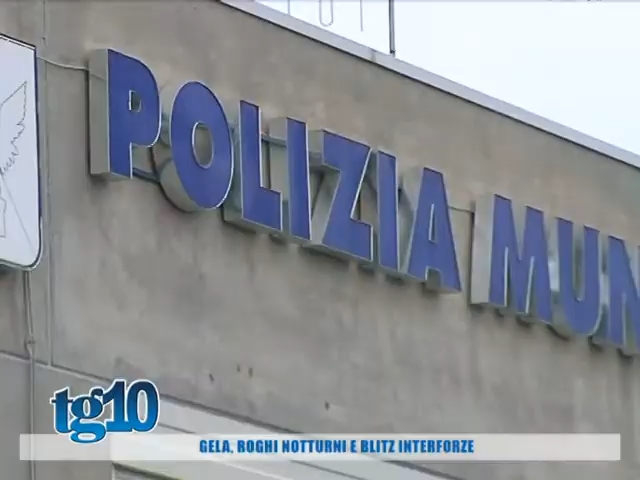 POLIZIA MUN
tg10
GELA, ROGHI NOTTURNI E BLITZ INTERFORZE